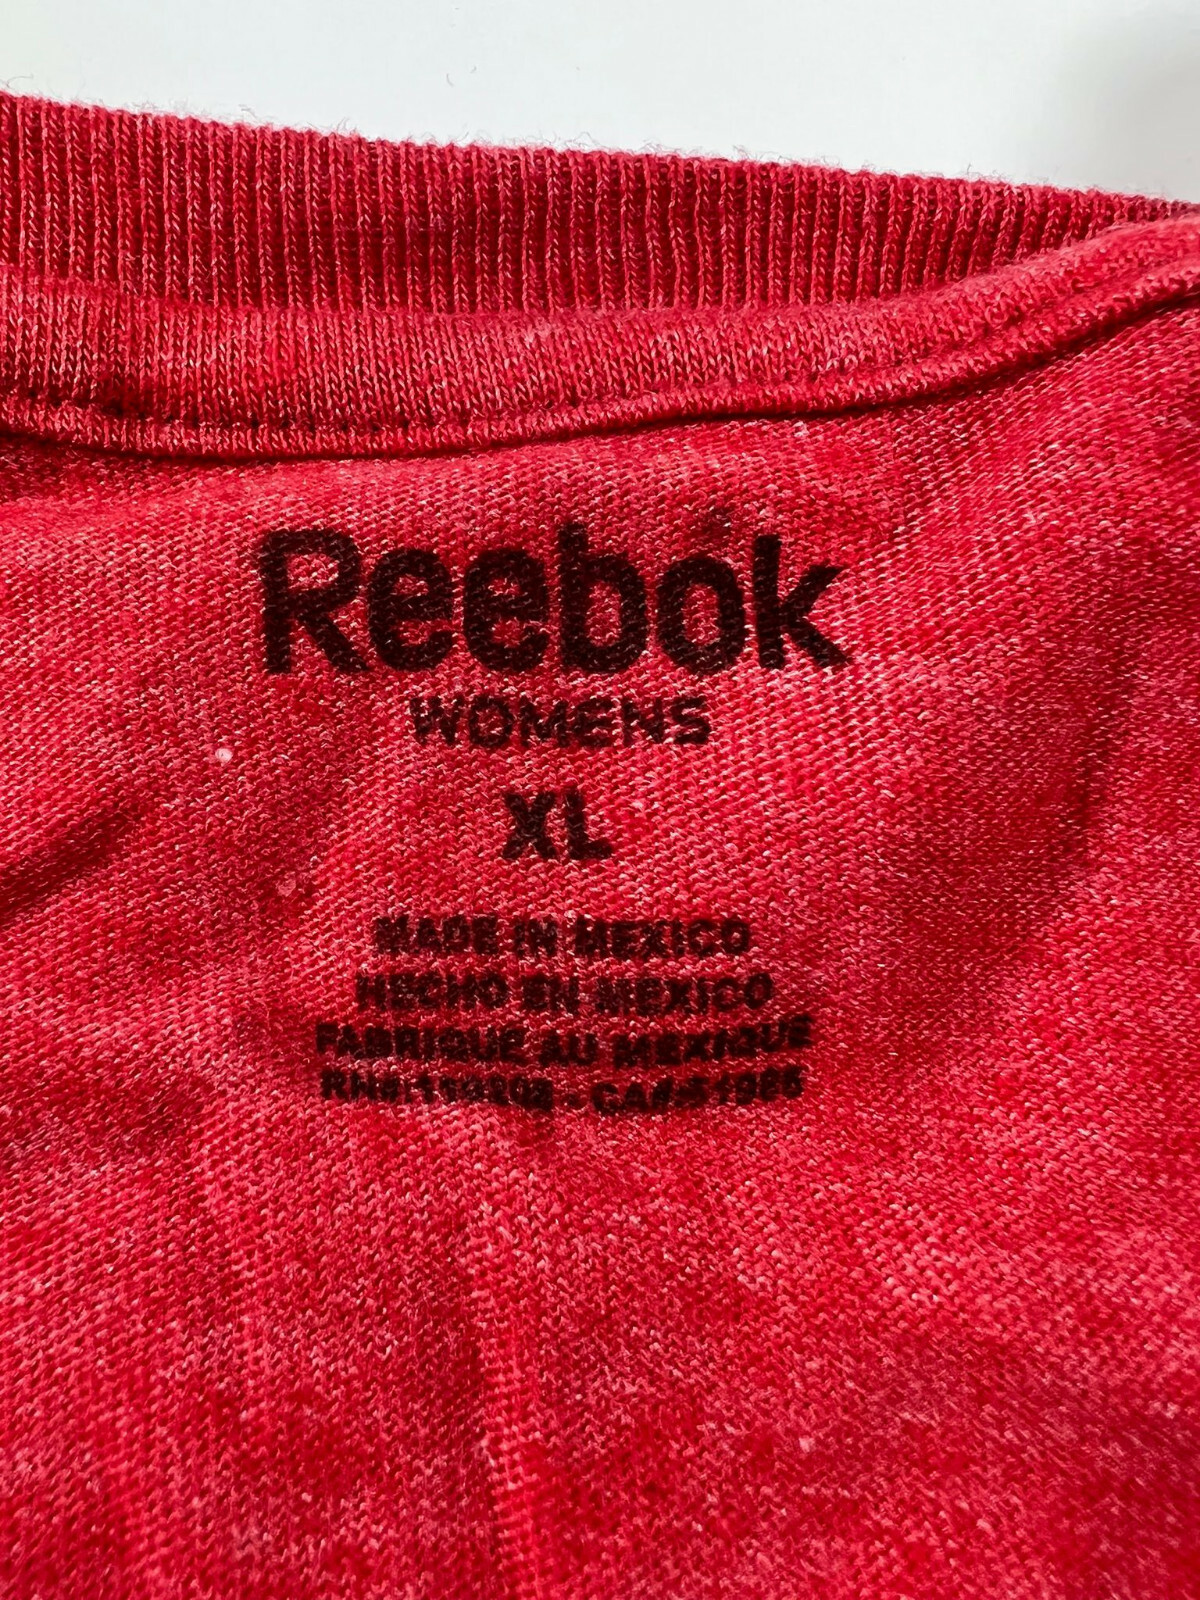 Reebok
WOMENS
XL
MADE IN MEXICO
HECHO EN MEXICO
FABRIQUE AU MEXIQUE